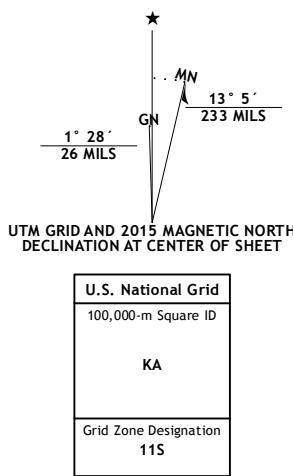 ★
MN
GN
13° 5´
233 MILS
1° 28´
26 MILS
UTM GRID AND 2015 MAGNETIC NORTH
DECLINATION AT CENTER OF SHEET
U.S. National Grid
100,000-m Square ID
KA
Grid Zone Designation
11S